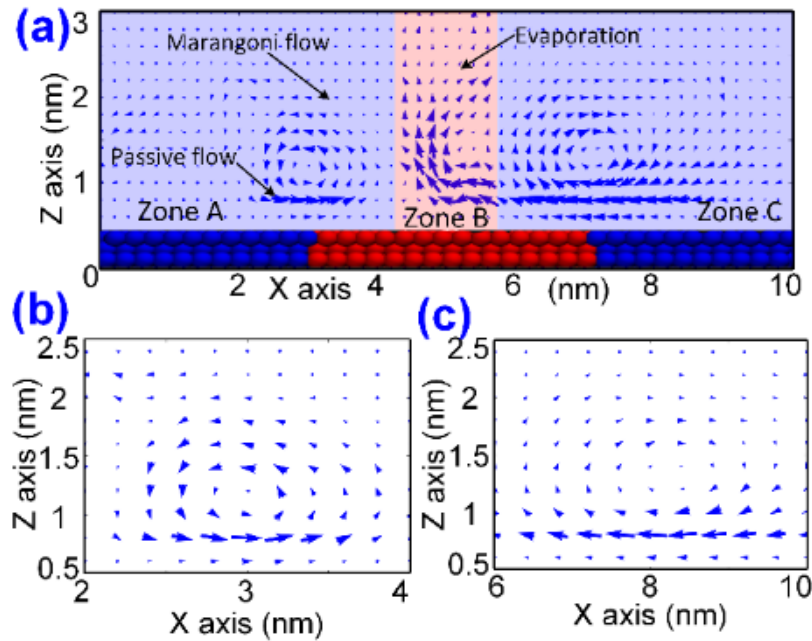 (a)
3
Marangoni flow
Evaporation
2
Z axis (nm)
Passive flow
1
Zone A
Zone B
Zone C
0
2
X axis
4
6
(nm)
8
10
(b)
(c)
2.5
2
1.5
1
0.5
Z axis (nm)
2
3
4
X axis (nm)
2.5
2
1.5
1
0.5
Z axis (nm)
6
8
10
X axis (nm)